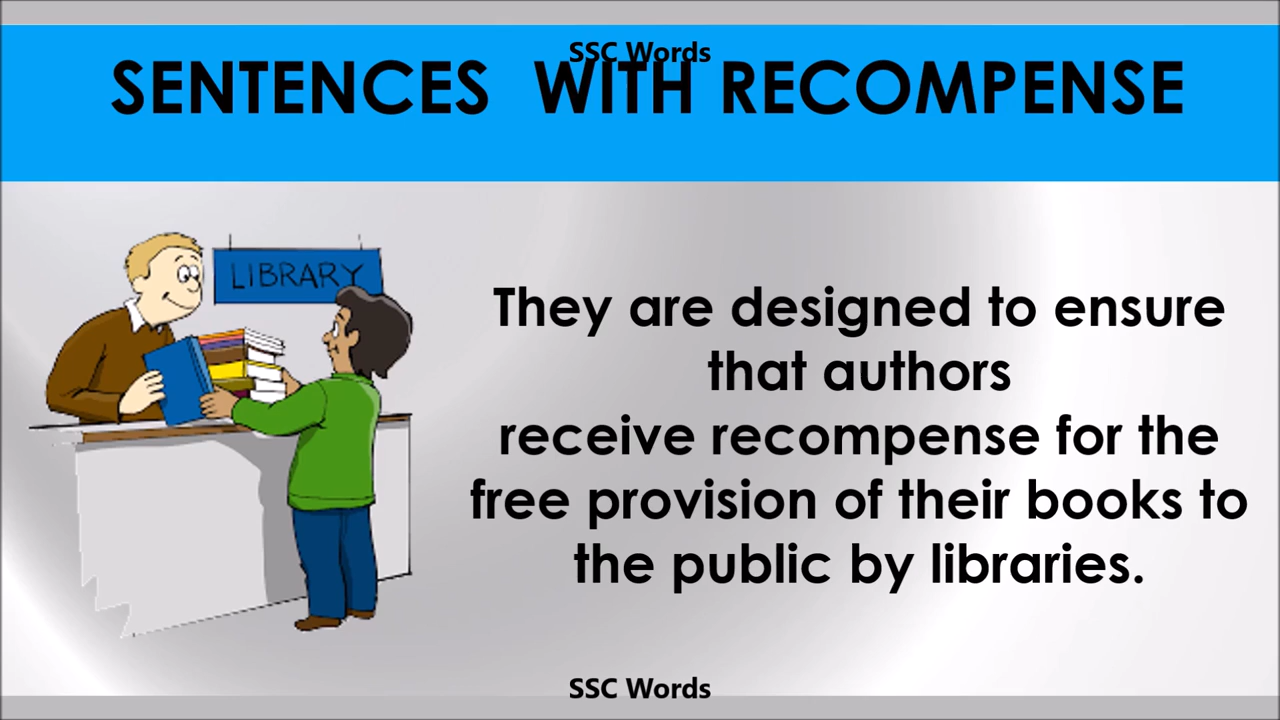 SSC Words
SENTENCES WITH RECOMPENSE
LIBRARY
They are designed to ensure
that authors
receive recompense for the
free provision of their books to
the public by libraries.
SSC Words